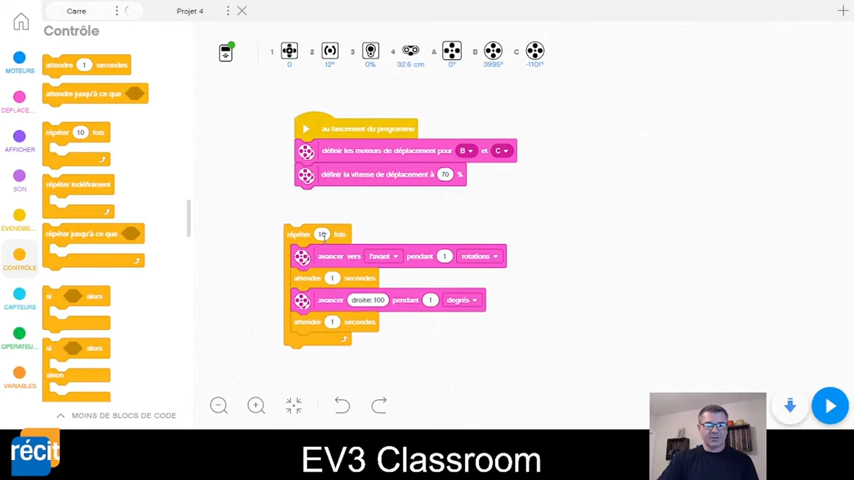 Carre
Projet 4
Contrôle
MOTEURS
DÉPLACE...
AFFICHER
SON
ÉVÉNEME...
CONTRÔLE
CAPTEURS
OPÉRATEU...
VARIABLES
attendre 1 secondes
attendre jusqu'à ce que
répéter 10 fois
répéter indéfiniment
répéter jusqu'à ce que
si alors
si alors
sinon
MOINS DE BLOCS DE CODE
1 0
2 12°
3 0%
4 32.6 cm
A 0°
B 3995°
C -1101°
au lancement du programme
définir les moteurs de déplacement pour B et C
définir la vitesse de déplacement à 70 %
répéter 10 fois
avancer vers l'avant pendant 1 rotations
attendre 1 secondes
avancer droite: 100 pendant 1 degrés
attendre 1 secondes
récit
EV3 Classroom